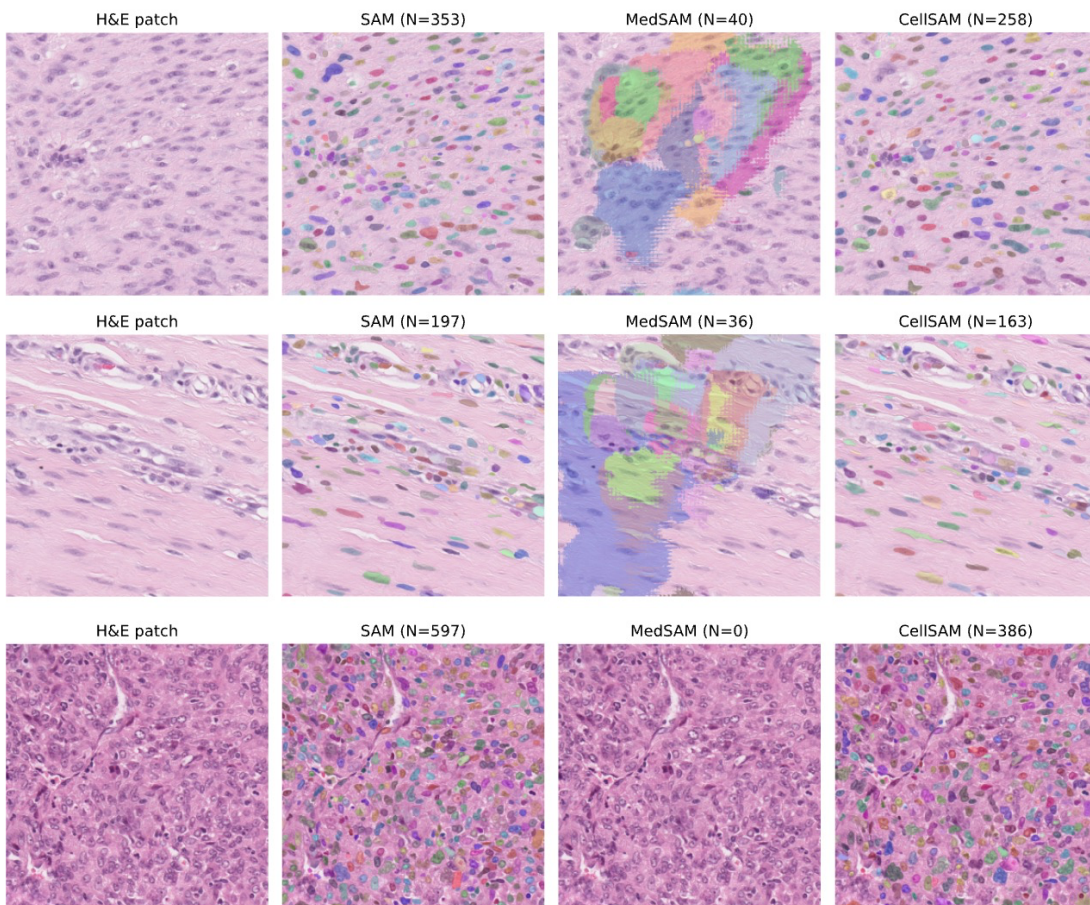 H&E patch SAM (N=353) MedSAM (N=40) CellSAM (N=258)
H&E patch SAM (N=197) MedSAM (N=36) CellSAM (N=163)
H&E patch SAM (N=597) MedSAM (N=0) CellSAM (N=386)